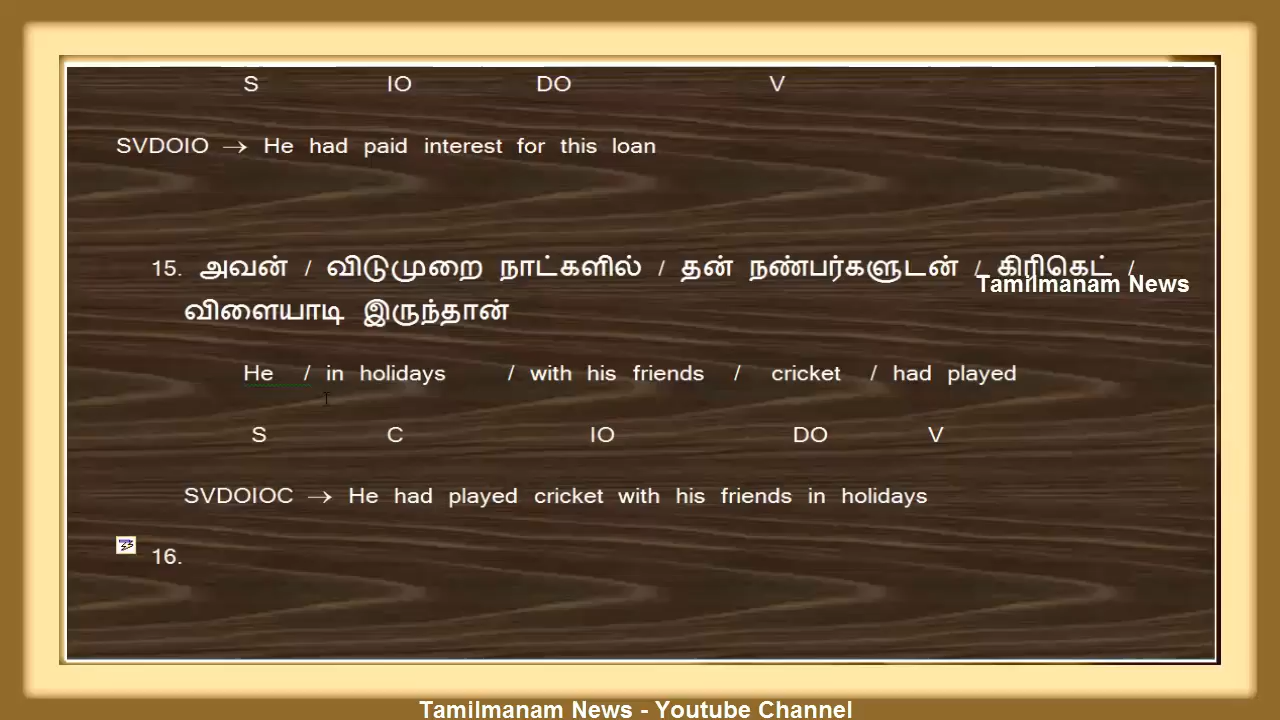 S IO DO V
SVDOIO → He had paid interest for this loan
15. அவன் / விடுமுறை நாட்களில் / தன் நண்பர்களுடன் / கிரிகெட் /
Tamilmanam News
விளையாடி இருந்தான்
He / in holidays / with his friends / cricket / had played
S C IO DO V
SVDOIOC → He had played cricket with his friends in holidays
16.
Tamilmanam News - Youtube Channel